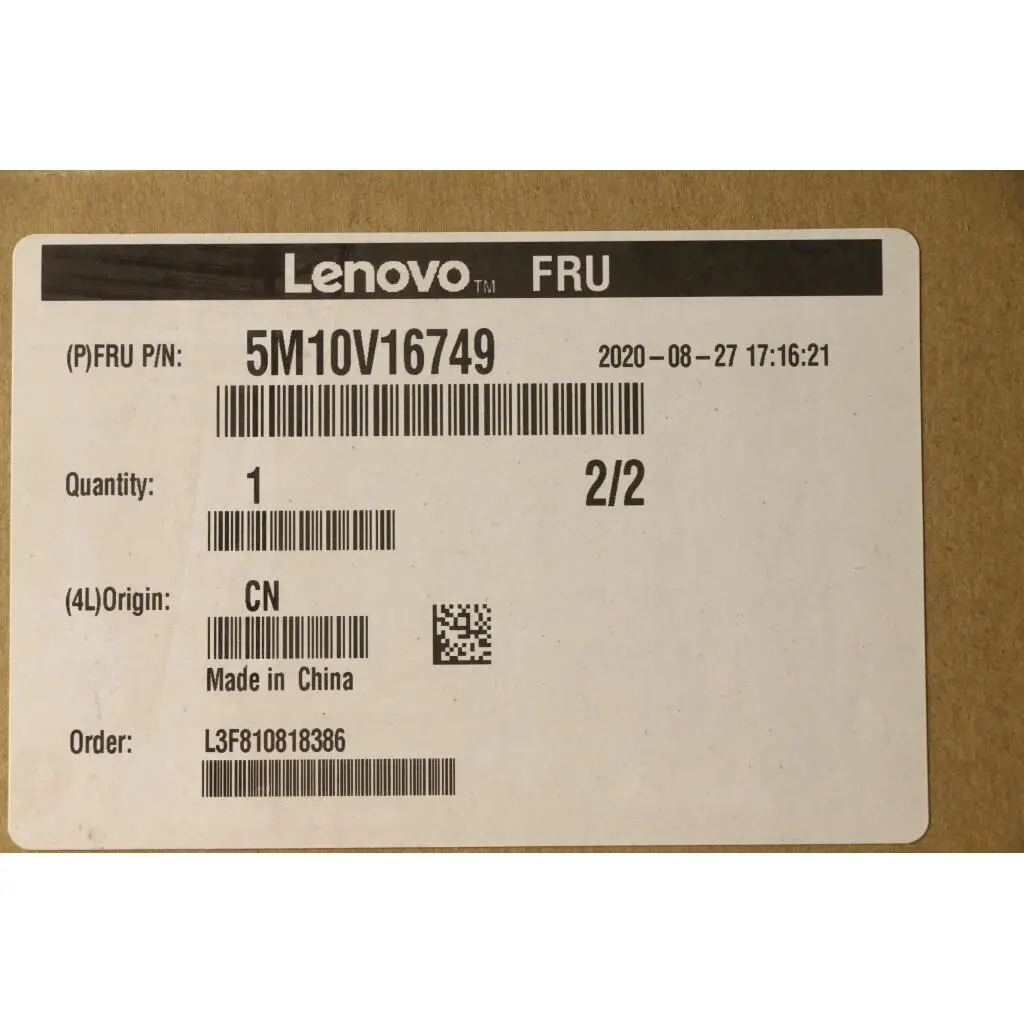 Lenovo™ FRU
(P)FRU P/N: 5M10V16749 2020-08-27 17:16:21
Quantity: 1 2/2
(4L)Origin: CN
Made in China
Order: L3F810818386